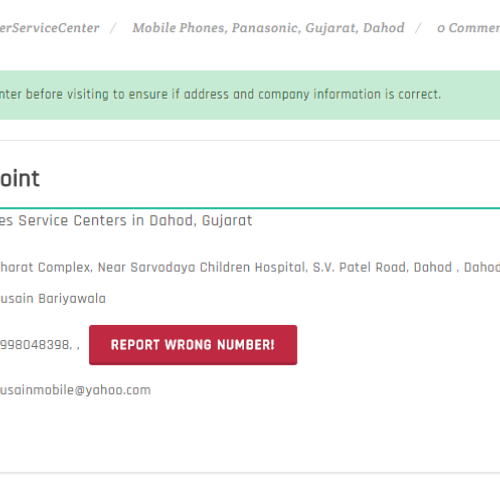 erServiceCenter / Mobile Phones, Panasonic, Gujarat, Dahod / 0 Commen
nter before visiting to ensure if address and company information is correct.
oint
es Service Centers in Dahod, Gujarat
harat Complex, Near Sarvodaya Children Hospital, S.V. Patel Road, Dahod , Dahod
usain Bariyawala
998048398, , REPORT WRONG NUMBER!
usainmobile@yahoo.com